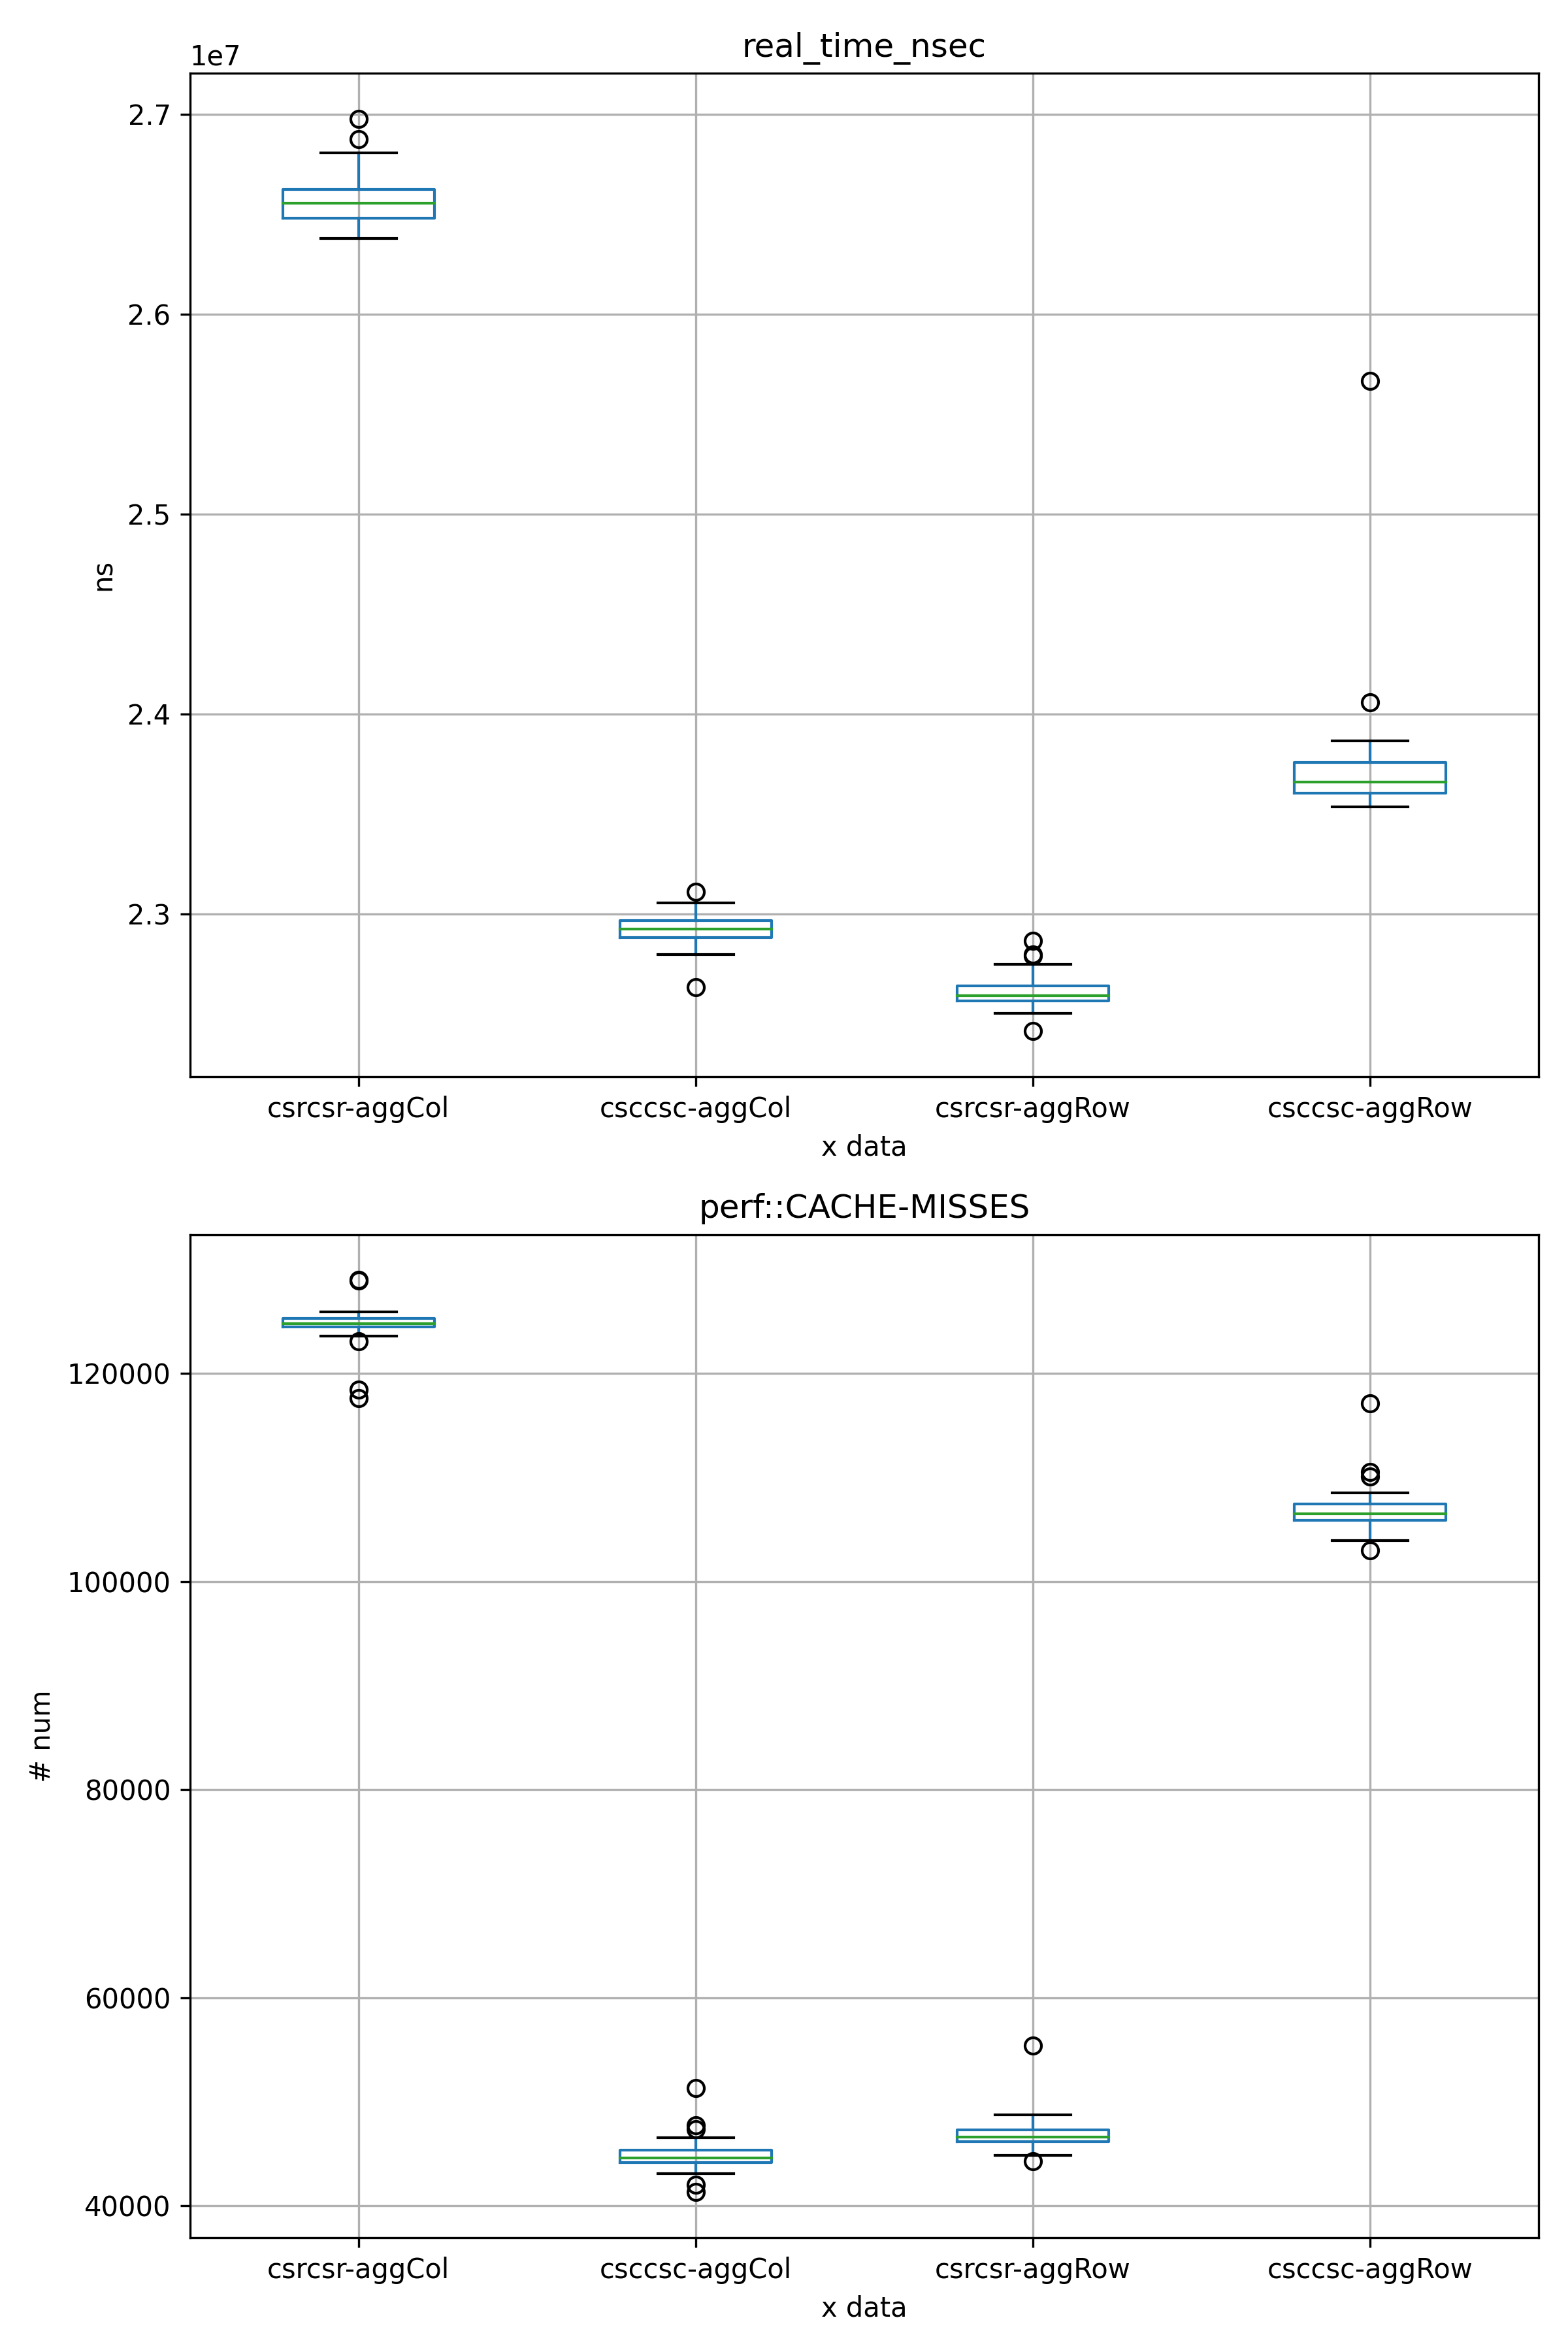 real_time_nsec
1e7
2.7
2.6
2.5
2.4
2.3
ns
csrcsr-aggCol csccsc-aggCol csrcsr-aggRow csccsc-aggRow
x data
perf::CACHE-MISSES
120000
100000
80000
60000
40000
# num
csrcsr-aggCol csccsc-aggCol csrcsr-aggRow csccsc-aggRow
x data